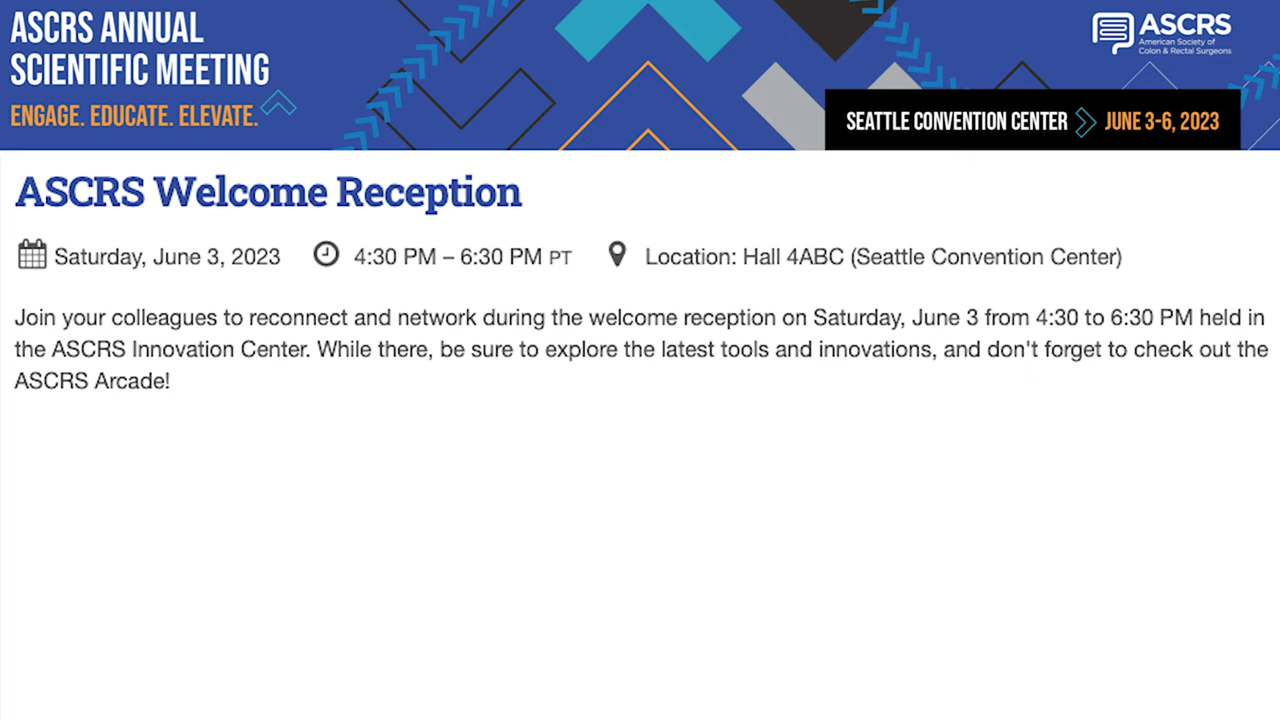 ASCRS ANNUAL
SCIENTIFIC MEETING
ENGAGE. EDUCATE. ELEVATE.
ASCRS
American Society of
Colon & Rectal Surgeons
SEATTLE CONVENTION CENTER JUNE 3-6, 2023
ASCRS Welcome Reception
Saturday, June 3, 2023 4:30 PM – 6:30 PM PT Location: Hall 4ABC (Seattle Convention Center)
Join your colleagues to reconnect and network during the welcome reception on Saturday, June 3 from 4:30 to 6:30 PM held in
the ASCRS Innovation Center. While there, be sure to explore the latest tools and innovations, and don't forget to check out the
ASCRS Arcade!